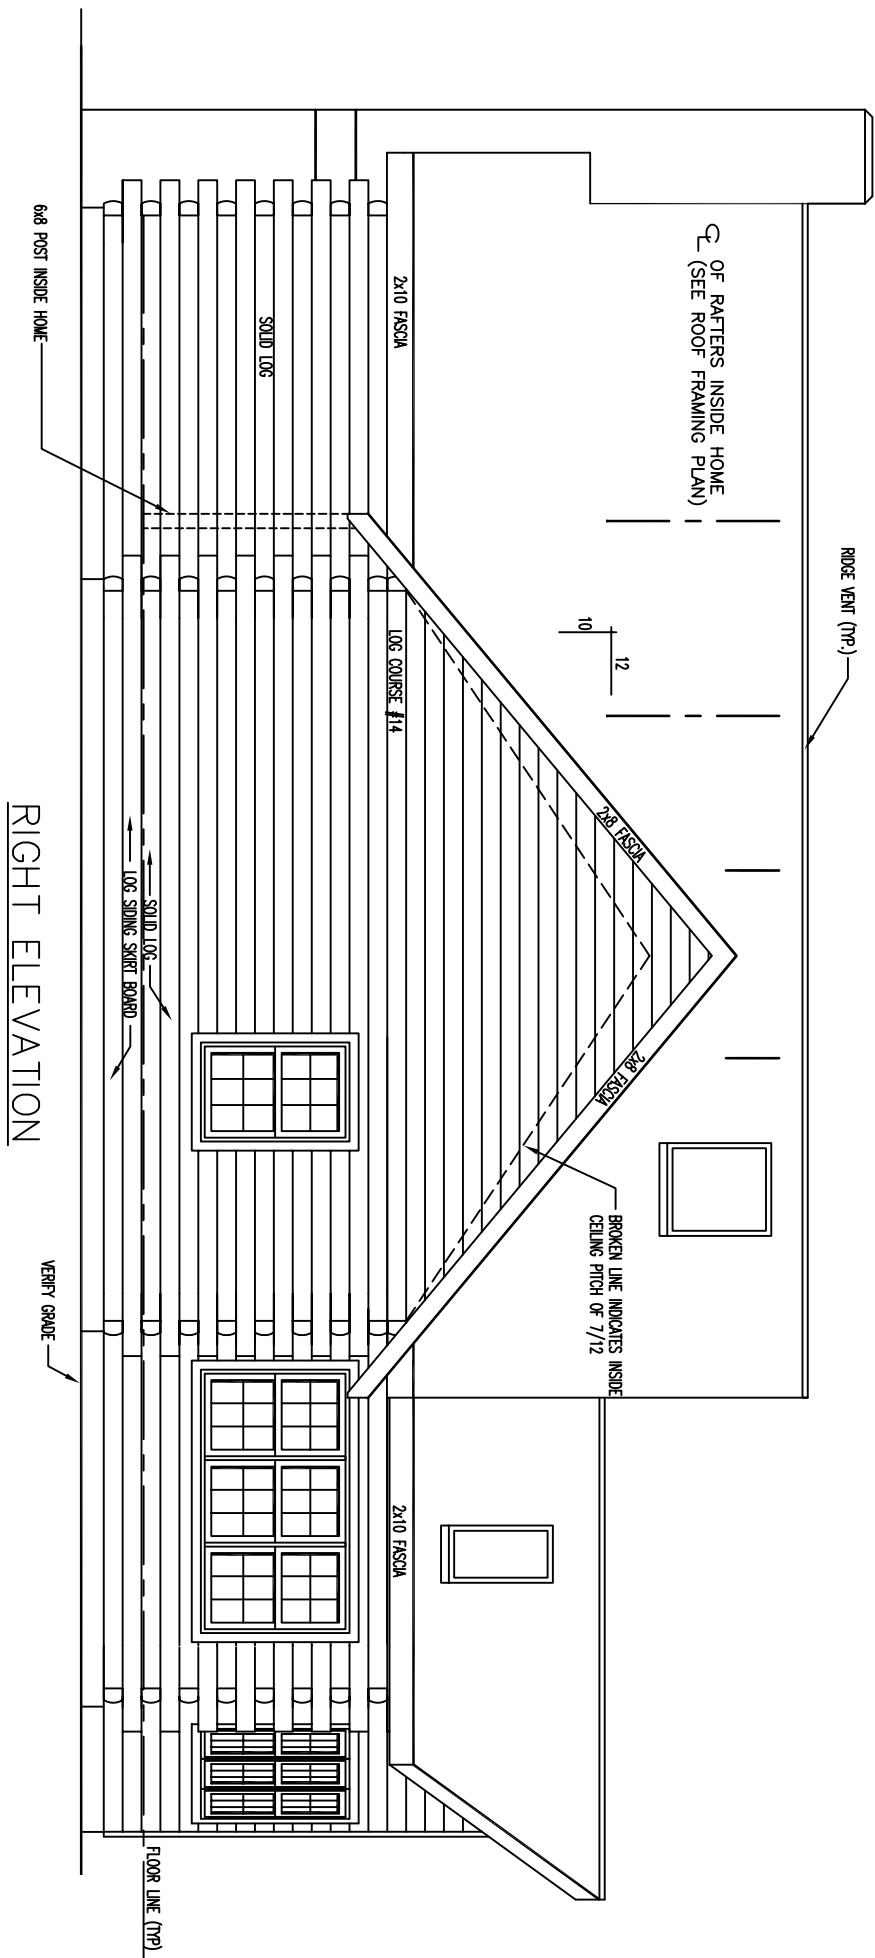 RIDGE VENT (TYP.)
℄ OF RAFTERS INSIDE HOME
(SEE ROOF FRAMING PLAN)
12
10
2x8 FASCIA
2x8 FASCIA
BROKEN LINE INDICATES INSIDE
CEILING PITCH OF 7/12
2x10 FASCIA
LOG COURSE #14
2x10 FASCIA
SOLID LOG
SOLID LOG
LOG SIDING SKIRT BOARD
FLOOR LINE (TYP)
6x8 POST INSIDE HOME
VERIFY GRADE
RIGHT ELEVATION